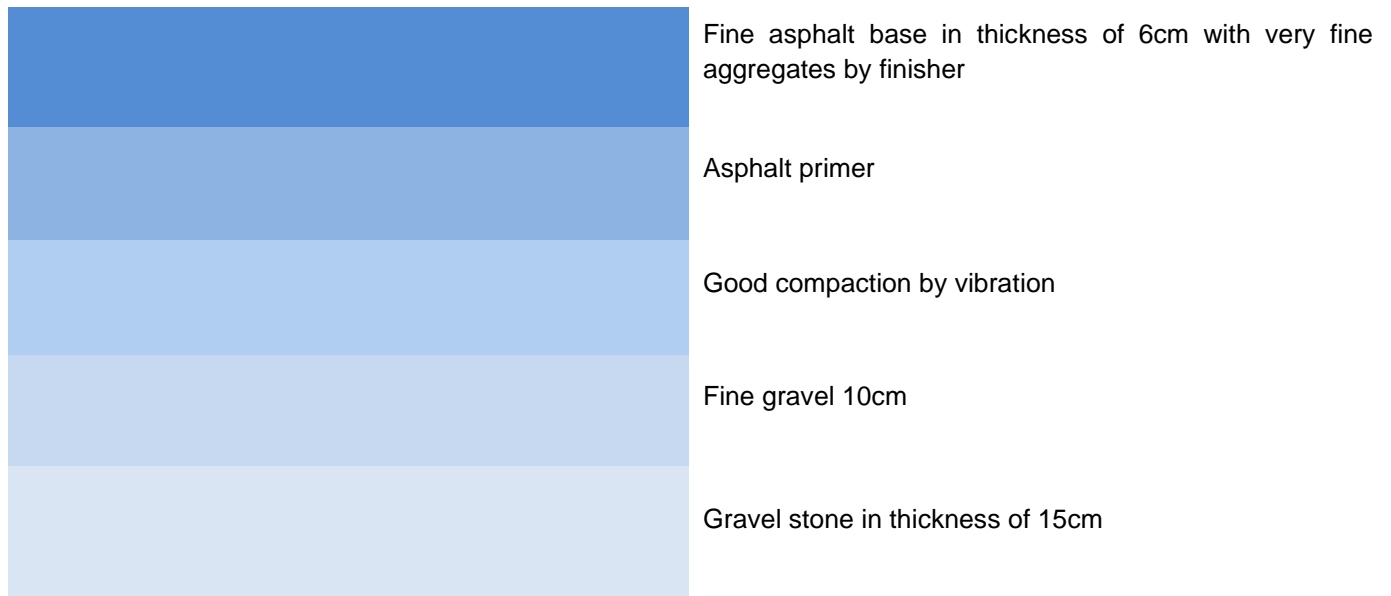 Fine asphalt base in thickness of 6cm with very fine
aggregates by finisher
Asphalt primer
Good compaction by vibration
Fine gravel 10cm
Gravel stone in thickness of 15cm